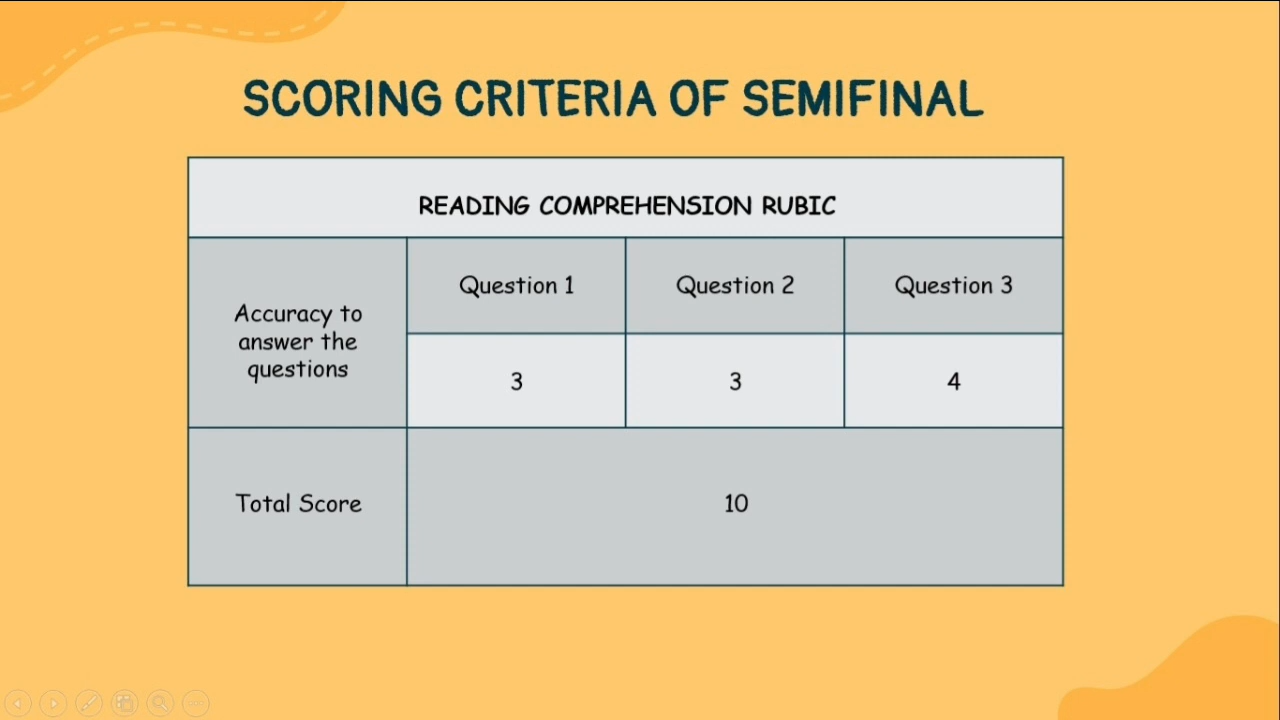 SCORING CRITERIA OF SEMIFINAL
READING COMPREHENSION RUBIC
Accuracy to
answer the
questions
Question 1
Question 2
Question 3
3
3
4
Total Score
10